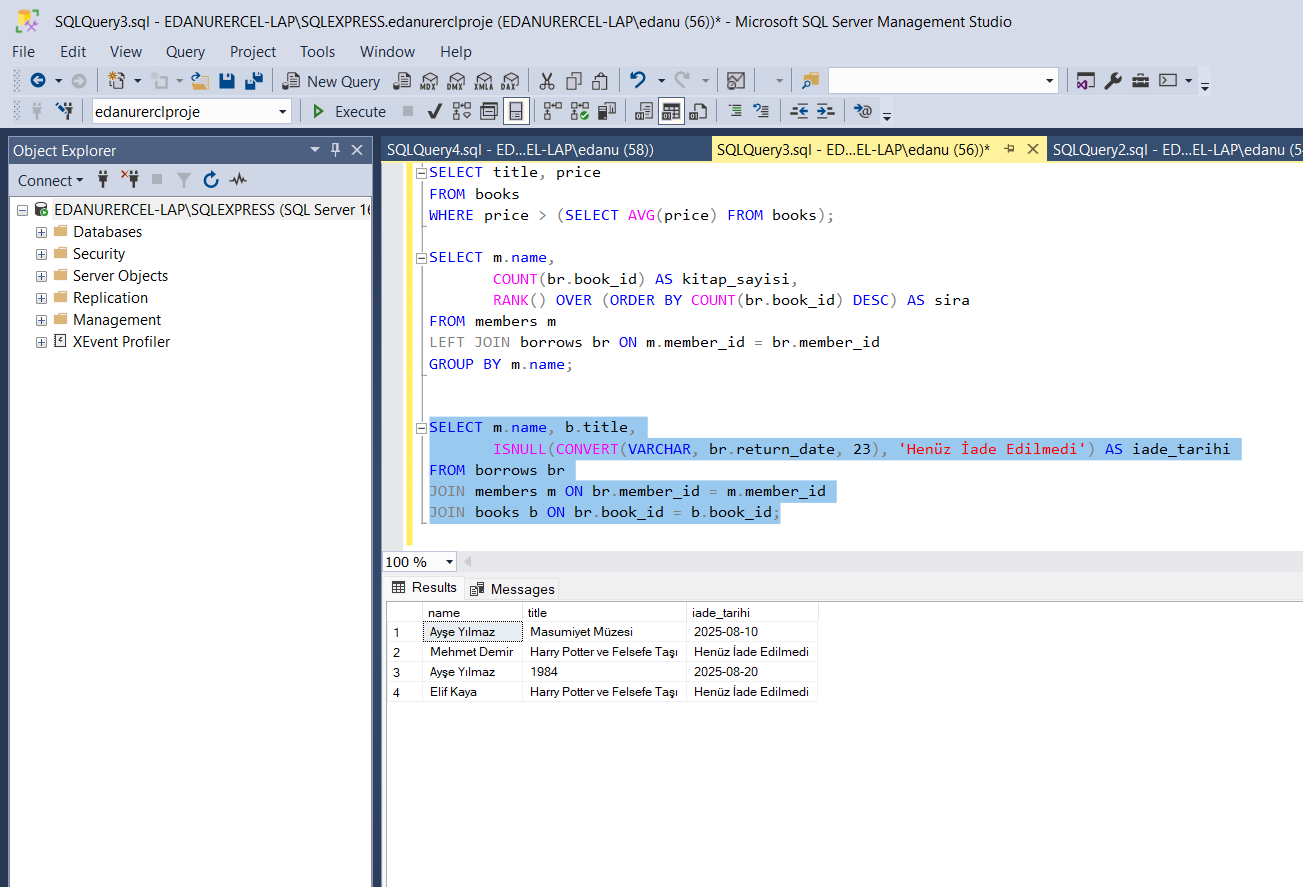 SQLQuery3.sql - EDANURERCEL-LAP\SQLEXPRESS.edanurerclproje (EDANURERCEL-LAP\edanu (56))* - Microsoft SQL Server Management Studio
File Edit View Query Project Tools Window Help
New Query MDX DMX XMLA DAX
edanurerclproje Execute
Object Explorer
Connect
EDANURERCEL-LAP\SQLEXPRESS (SQL Server 16
Databases
Security
Server Objects
Replication
Management
XEvent Profiler
SQLQuery4.sql - ED...EL-LAP\edanu (58)) SQLQuery3.sql - ED...EL-LAP\edanu (56))* SQLQuery2.sql - ED...EL-LAP\edanu (5
SELECT title, price
FROM books
WHERE price > (SELECT AVG(price) FROM books);
SELECT m.name,
COUNT(br.book_id) AS kitap_sayisi,
RANK() OVER (ORDER BY COUNT(br.book_id) DESC) AS sira
FROM members m
LEFT JOIN borrows br ON m.member_id = br.member_id
GROUP BY m.name;
SELECT m.name, b.title,
ISNULL(CONVERT(VARCHAR, br.return_date, 23), 'Henüz İade Edilmedi') AS iade_tarihi
FROM borrows br
JOIN members m ON br.member_id = m.member_id
JOIN books b ON br.book_id = b.book_id;
100 %
Results Messages
name title iade_tarihi
1 Ayşe Yılmaz Masumiyet Müzesi 2025-08-10
2 Mehmet Demir Harry Potter ve Felsefe Taşı Henüz İade Edilmedi
3 Ayşe Yılmaz 1984 2025-08-20
4 Elif Kaya Harry Potter ve Felsefe Taşı Henüz İade Edilmedi